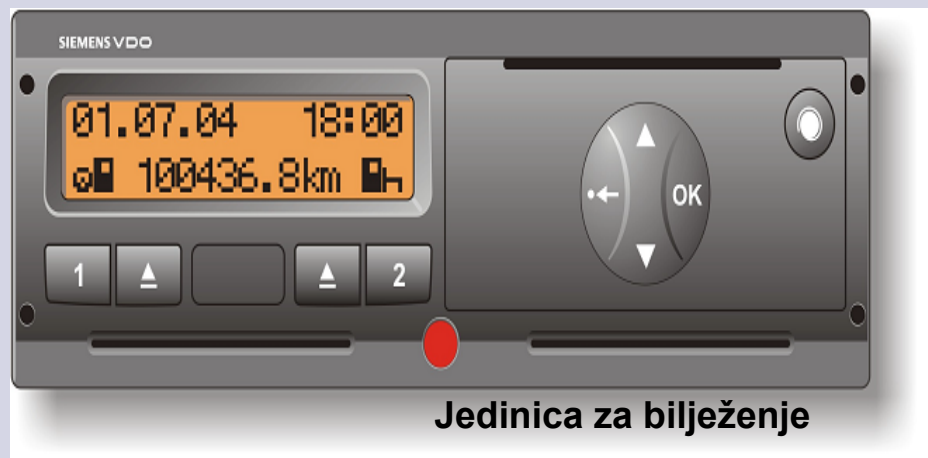 SIEMENS VDO
01.07.04 18:00
100436.8km
OK
1 2
Jedinica za bilježenje